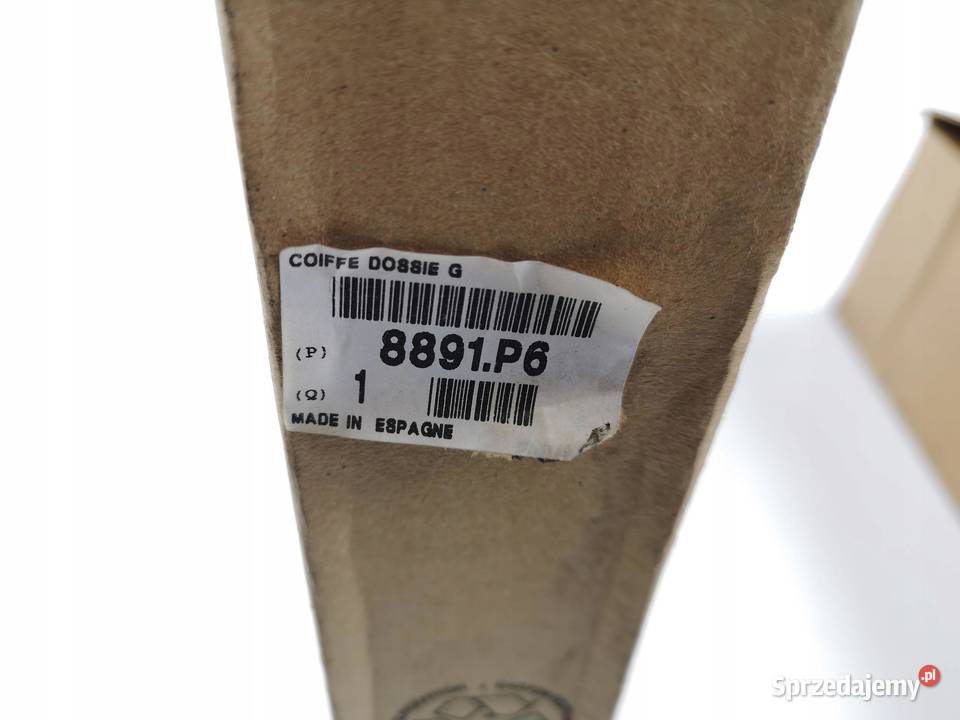 COIFFE DOSSIE G
(P) 8891.P6
(Q) 1
MADE IN ESPAGNE
Sprzedajemy.pl